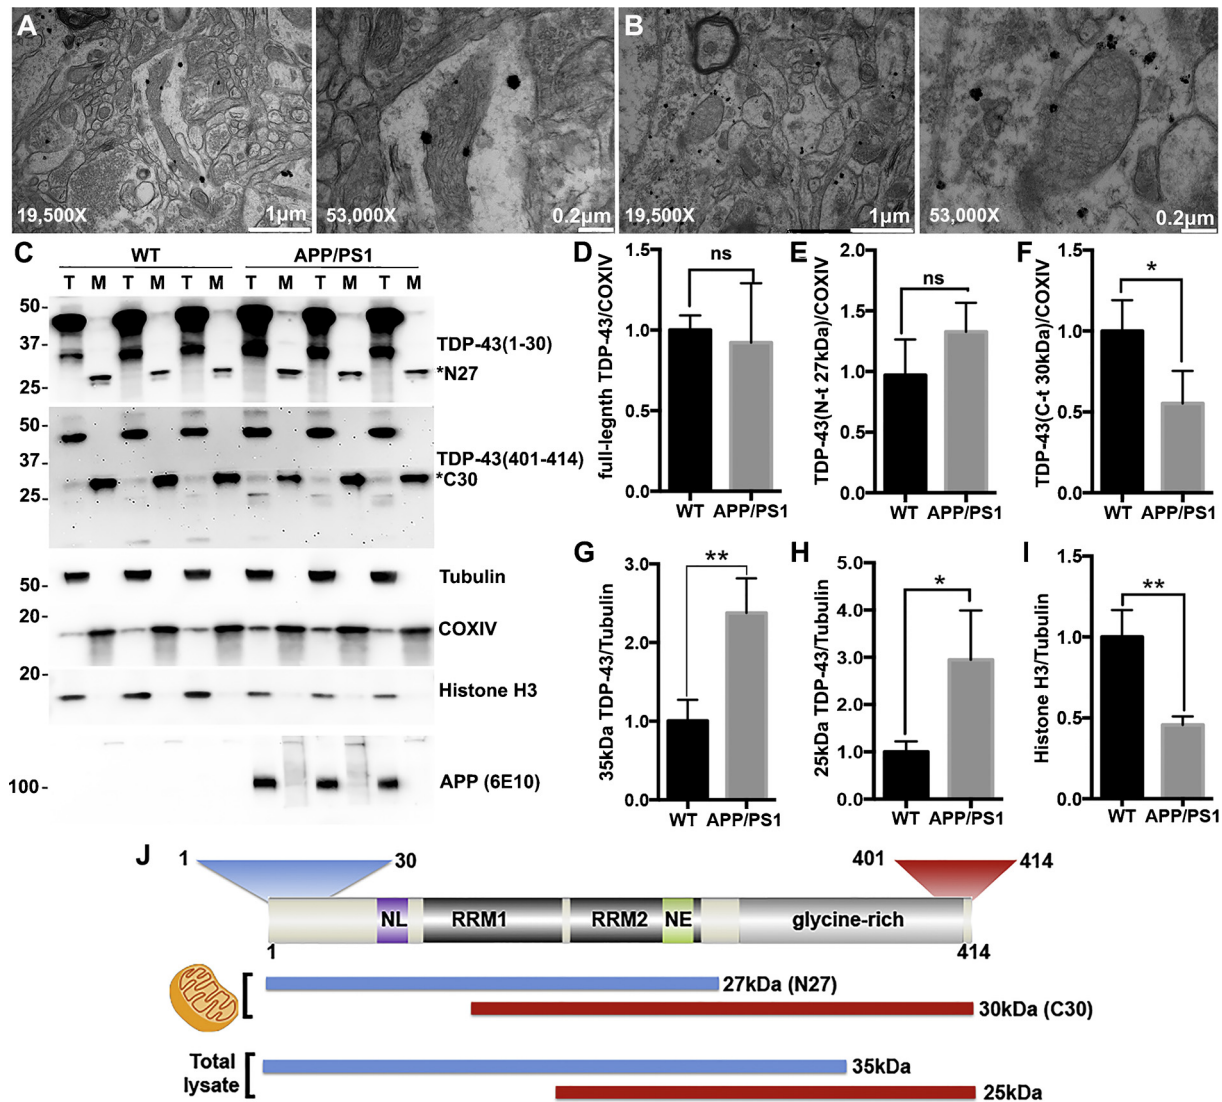 A
19,500X
1µm
53,000X
0.2µm
B
19,500X
1µm
53,000X
0.2µm
C
WT
APP/PS1
T M T M T M T M T M T M
50-
37-
25-
TDP-43(1-30)
*N27
50-
37-
25-
TDP-43(401-414)
*C30
50-
Tubulin
20-
COXIV
20-
Histone H3
100-
APP (6E10)
D
full-legnth TDP-43/COXIV
1.5
1.0
0.5
0.0
ns
WT APP/PS1
E
TDP-43(N-t 27kDa)/COXIV
2.0
1.5
1.0
0.5
0.0
ns
WT APP/PS1
F
TDP-43(C-t 30kDa)/COXIV
1.5
1.0
0.5
0.0
*
WT APP/PS1
G
35kDa TDP-43/Tubulin
3.0
2.0
1.0
0.0
**
WT APP/PS1
H
25kDa TDP-43/Tubulin
5.0
4.0
3.0
2.0
1.0
0.0
*
WT APP/PS1
I
Histone H3/Tubulin
1.5
1.0
0.5
0.0
**
WT APP/PS1
J
1
30
401
414
NL
RRM1
RRM2
NE
glycine-rich
1
414
27kDa (N27)
30kDa (C30)
Total
lysate
35kDa
25kDa